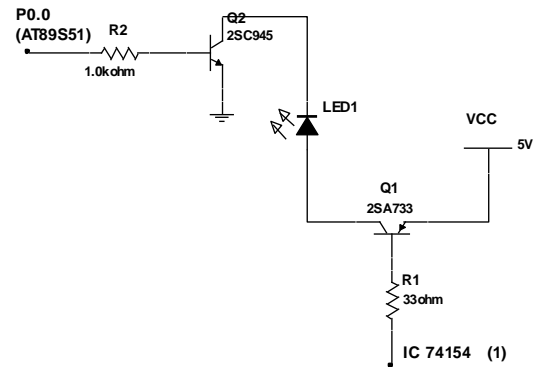 P0.0
(AT89S51)
R2
1.0kohm
Q2
2SC945
LED1
VCC
5V
Q1
2SA733
R1
33ohm
IC 74154 (1)